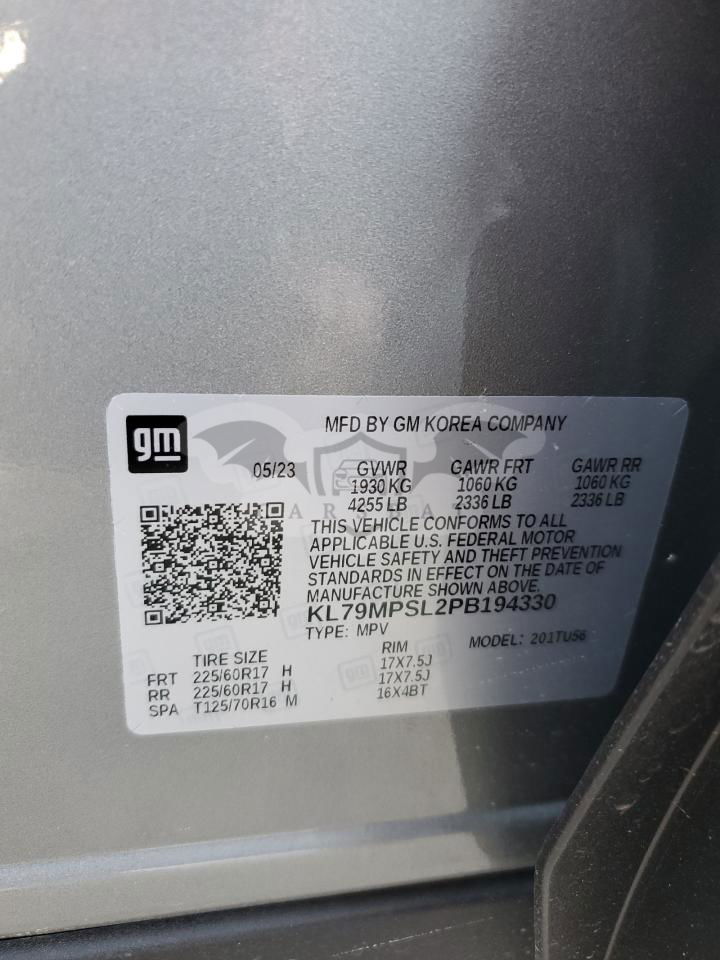 gm
MFD BY GM KOREA COMPANY
05/23 GVWR GAWR FRT GAWR RR
1930 KG 1060 KG 1060 KG
4255 LB 2336 LB 2336 LB
THIS VEHICLE CONFORMS TO ALL
APPLICABLE U.S. FEDERAL MOTOR
VEHICLE SAFETY AND THEFT PREVENTION
STANDARDS IN EFFECT ON THE DATE OF
MANUFACTURE SHOWN ABOVE.
KL79MPSL2PB194330
TYPE: MPV MODEL: 201TU56
TIRE SIZE RIM
FRT 225/60R17 H 17X7.5J
RR 225/60R17 H 17X7.5J
SPA T125/70R16 M 16X4BT